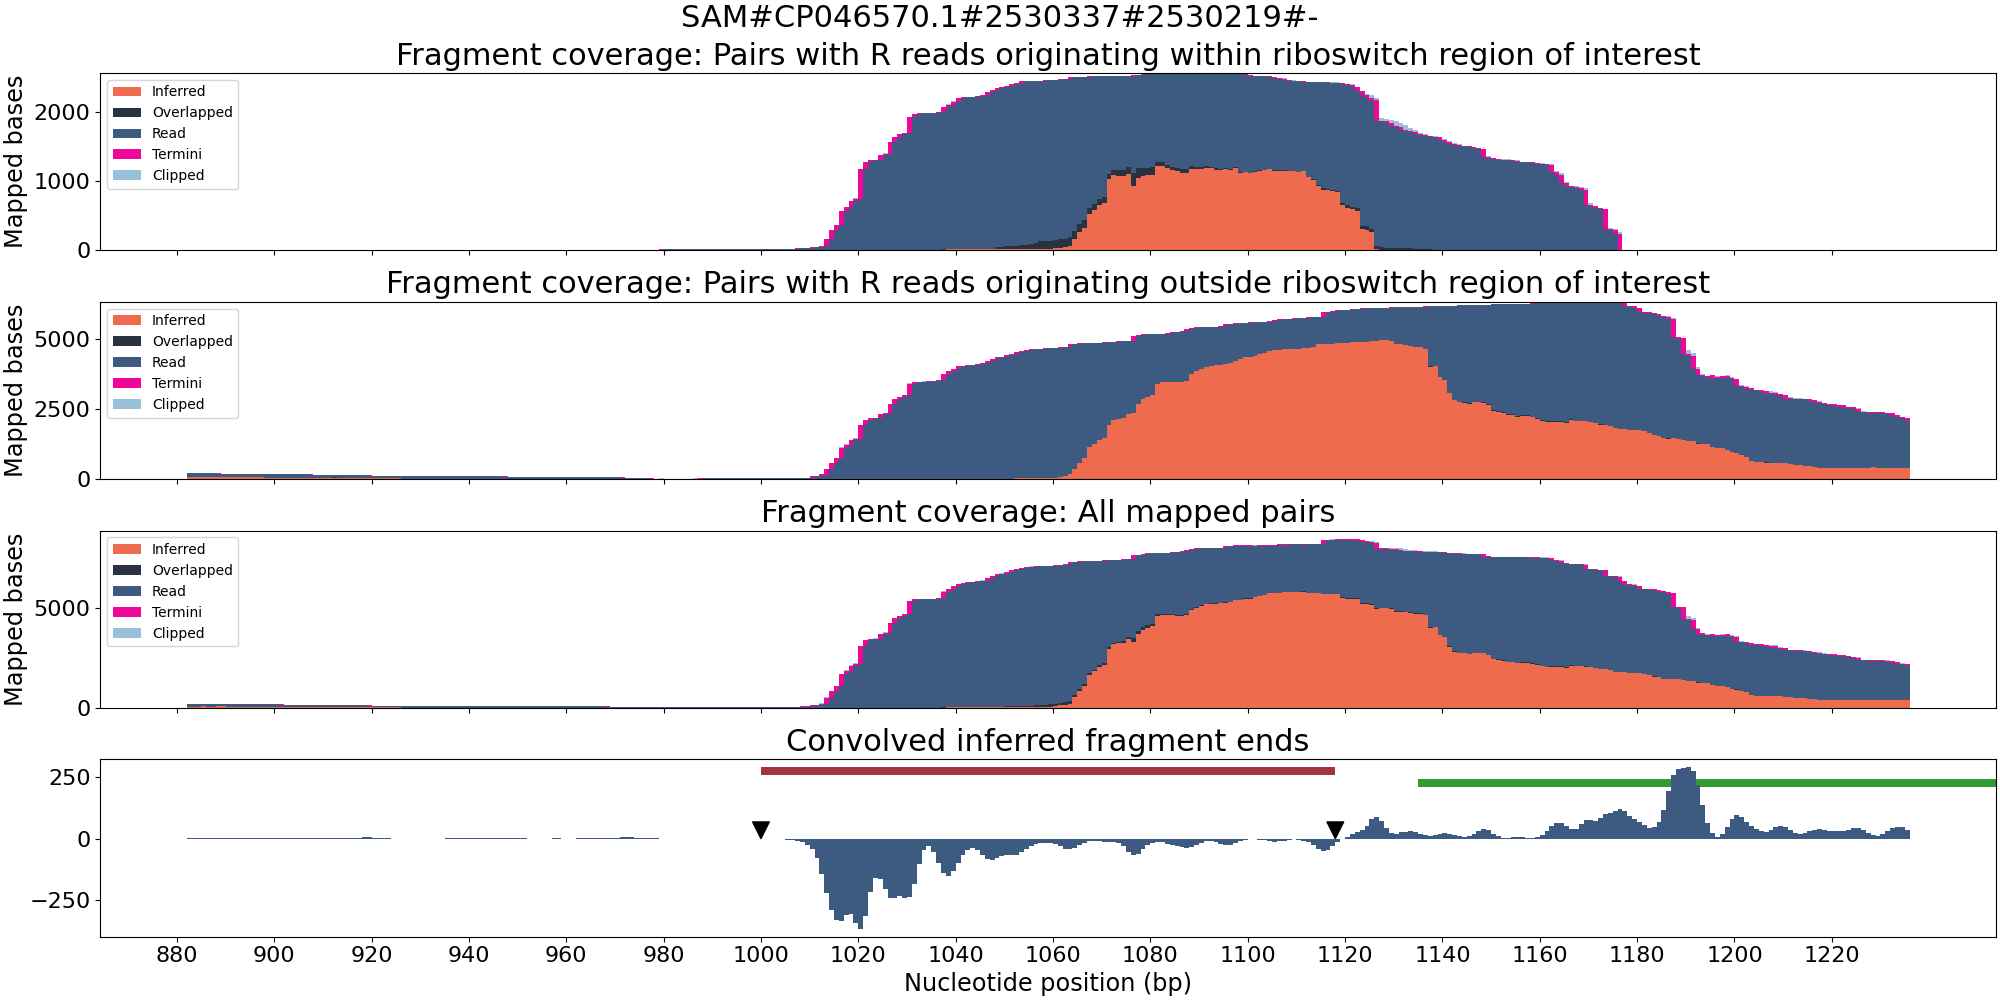 SAM#CP046570.1#2530337#2530219#-
Fragment coverage: Pairs with R reads originating within riboswitch region of interest
Mapped bases
2000
1000
0
Inferred
Overlapped
Read
Termini
Clipped
Fragment coverage: Pairs with R reads originating outside riboswitch region of interest
Mapped bases
5000
2500
0
Inferred
Overlapped
Read
Termini
Clipped
Fragment coverage: All mapped pairs
Mapped bases
5000
0
Inferred
Overlapped
Read
Termini
Clipped
Convolved inferred fragment ends
250
0
−250
880 900 920 940 960 980 1000 1020 1040 1060 1080 1100 1120 1140 1160 1180 1200 1220
Nucleotide position (bp)